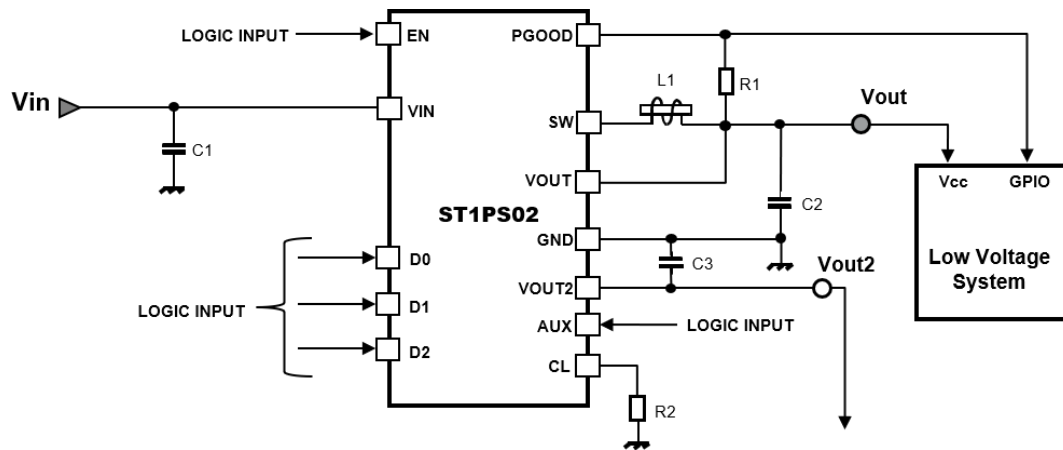 LOGIC INPUT
EN
PGOOD
L1
R1
Vin
VIN
Vout
SW
C1
Vcc
GPIO
VOUT
C2
ST1PS02
GND
Low Voltage
System
D0
C3
Vout2
VOUT2
LOGIC INPUT
D1
AUX
LOGIC INPUT
D2
CL
R2